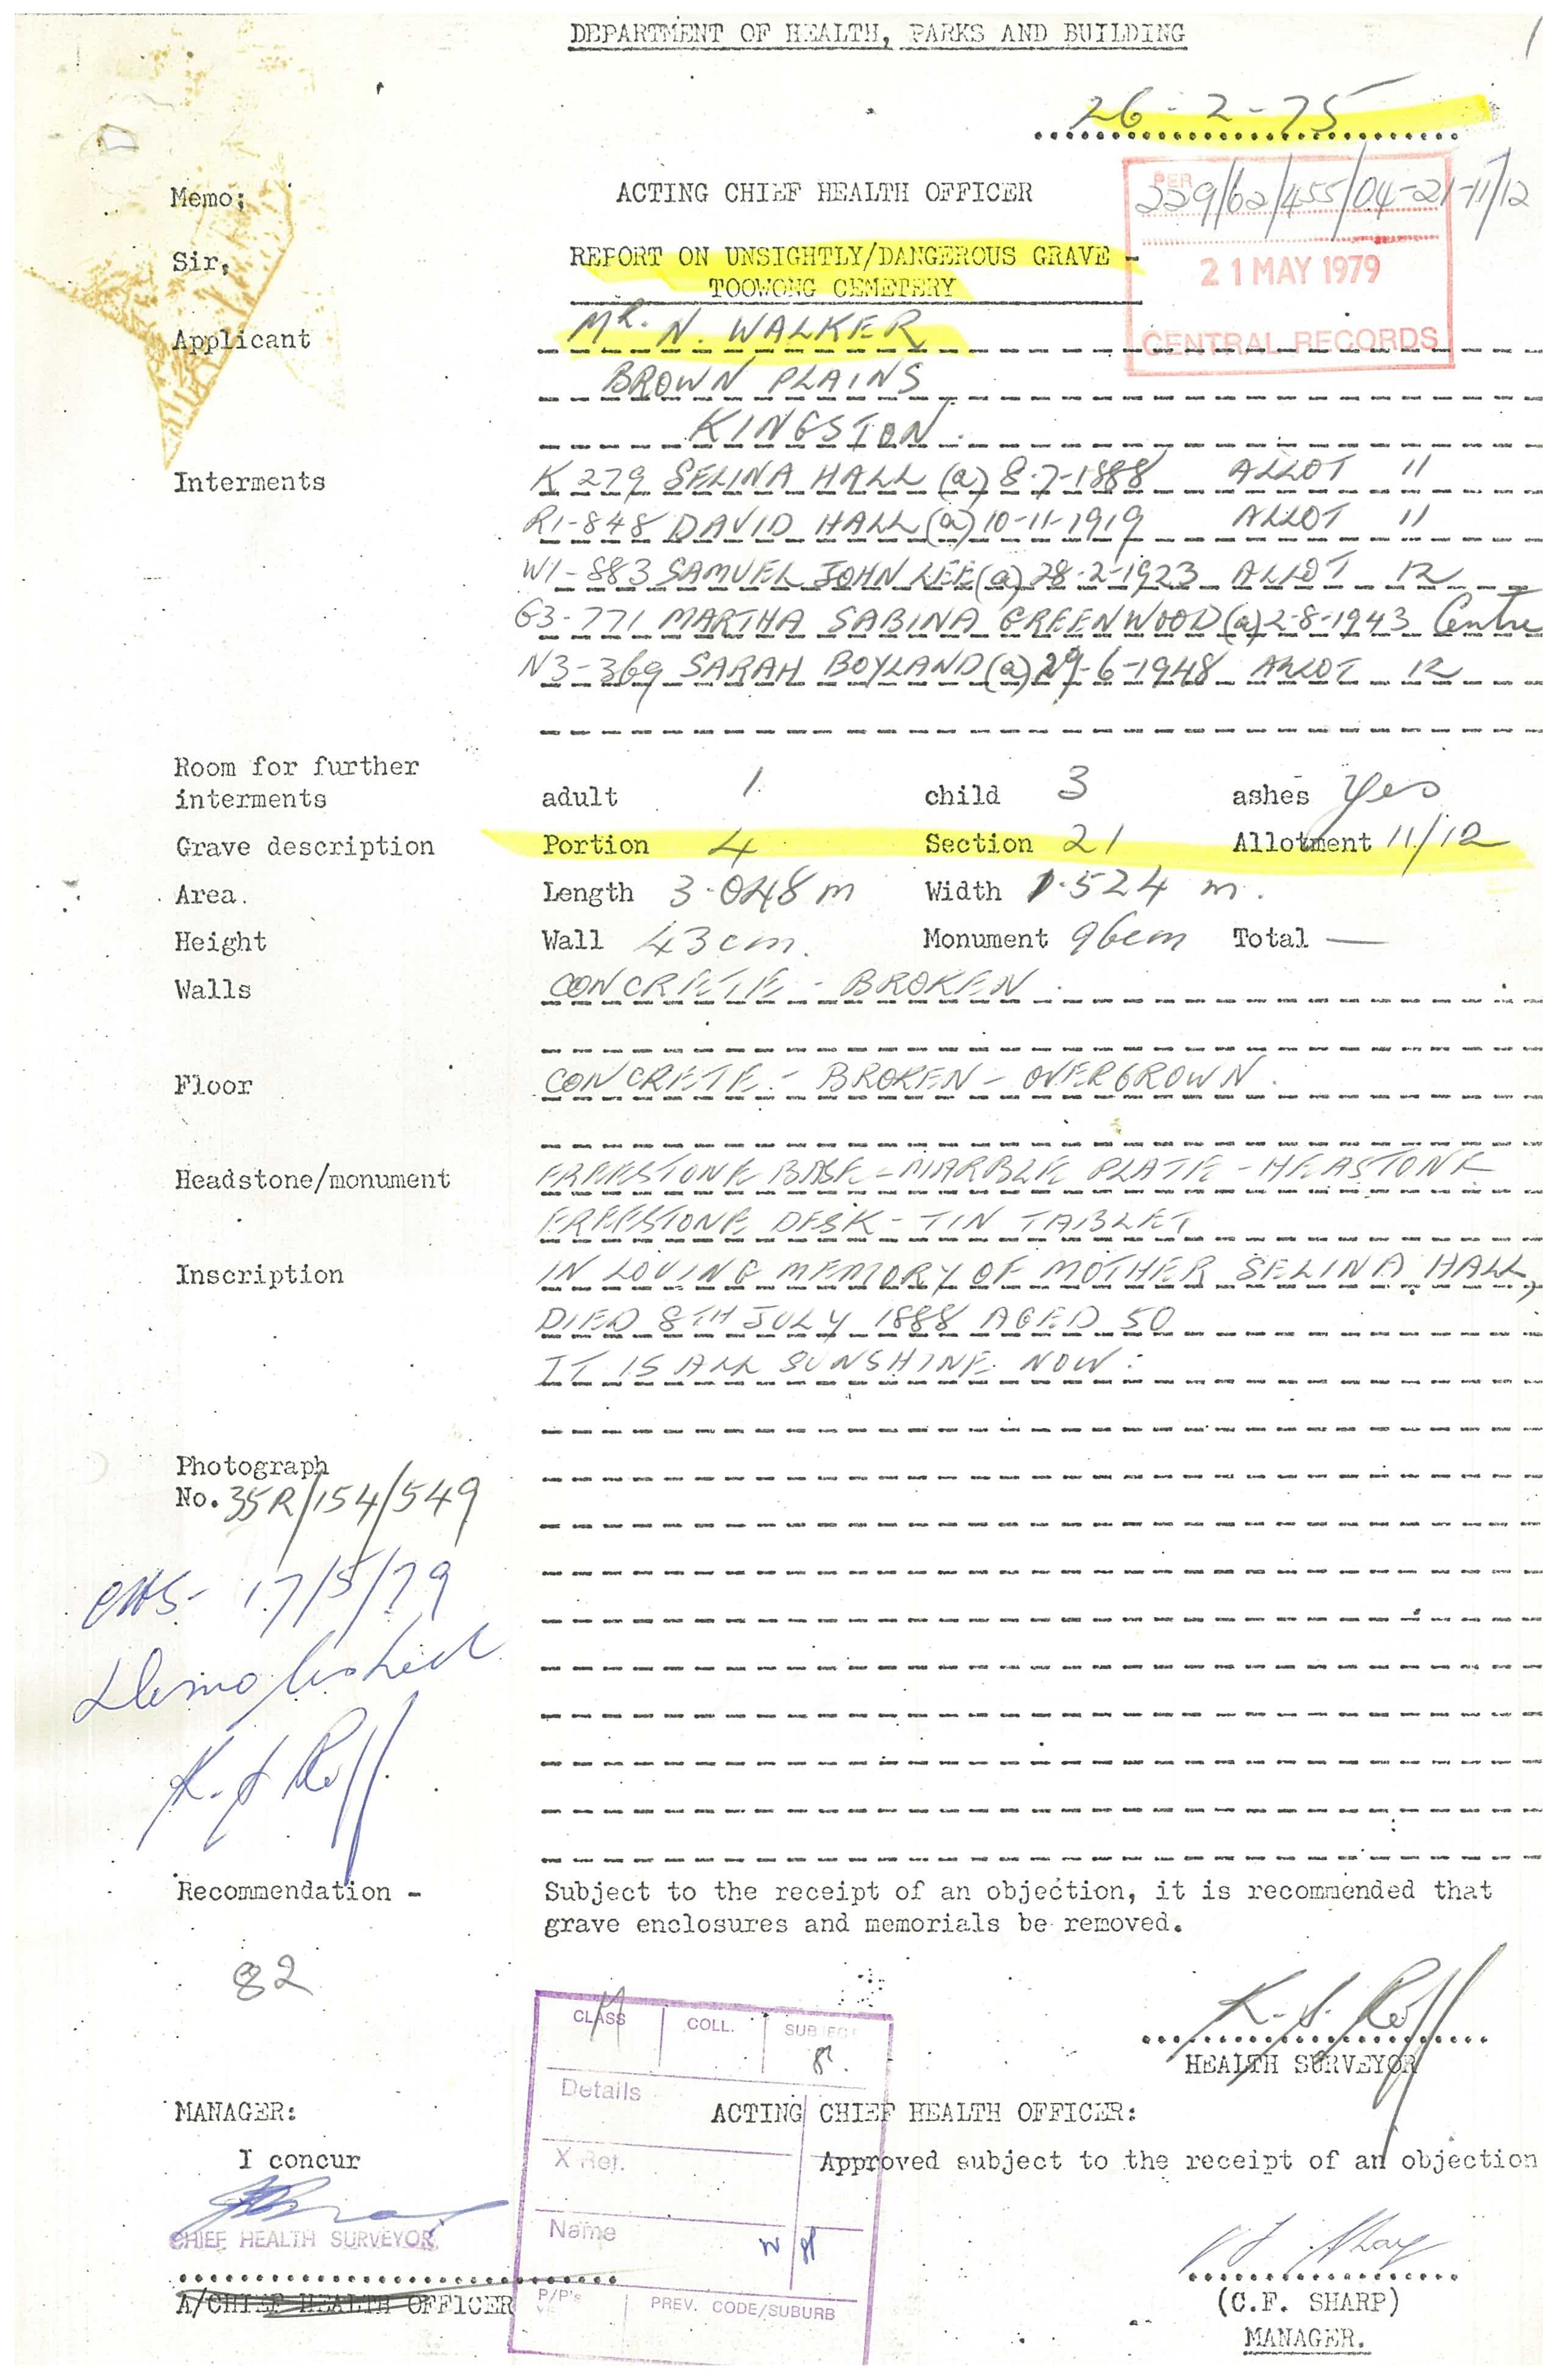 DEPARTMENT OF HEALTH, PARKS AND BUILDING
1
26-2-75
Memo;
ACTING CHIEF HEALTH OFFICER
PER
229/62/455/04-21-11/12
Sir,
REPORT ON UNSIGHTLY/DANGEROUS GRAVE -
TOOWONG CEMETERY
21 MAY 1979
CENTRAL RECORDS
Applicant
MR. N. WALKER
BROWN PLAINS
KINGSTON.
Interments
K 279 SELINA HALL (a) 8-7-1888 ALLOT 11
R1-848 DAVID HALL (a) 10-11-1919 ALLOT 11
W1-883 SAMUEL JOHN LEE (a) 28-2-1923 ALLOT 12
G3-771 MARTHA SABINA GREENWOOD (a) 2-8-1943 Centre
N3-369 SARAH BOYLAND (a) 29-6-1948 ALLOT 12
Room for further
interments adult 1 child 3 ashes Yes
Grave description Portion 4 Section 21 Allotment 11/12
Area. Length 3.048 m Width 1.524 m.
Height Wall 43 cm. Monument 96cm Total —
Walls CONCRETE - BROKEN.
Floor CONCRETE - BROKEN - OVERGROWN.
Headstone/monument FREESTONE BASE - MARBLE PLATE - HEASTONE
FREESTONE DESK - TIN TABLET
Inscription IN LOVING MEMORY OF MOTHER SELINA HALL,
DIED 8TH JULY 1888 AGED 50
IT IS ALL SUNSHINE NOW.
Photograph
No. 35R/154/549
CHS- 17/5/79
Demolished
K. S. Roff
Recommendation - Subject to the receipt of an objection, it is recommended that
grave enclosures and memorials be removed.
82
K. S. Roff
HEALTH SURVEYOR
CLASS COLL. SUBJECT
Details
X Ref.
Name
P/P's
PREV. CODE/SUBURB
MANAGER:
ACTING CHIEF HEALTH OFFICER:
I concur
Approved subject to the receipt of an objection
CHIEF HEALTH SURVEYOR
A/CHIEF HEALTH OFFICER
(C.F. SHARP)
MANAGER.